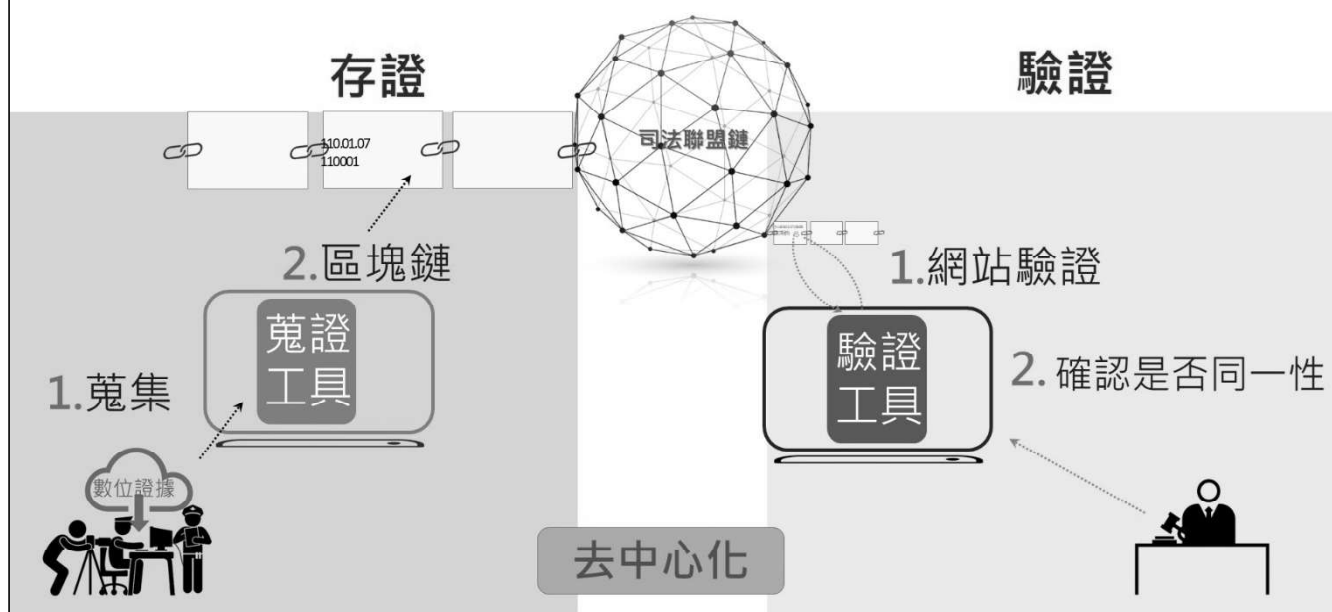 存證
驗證
司法聯盟鏈
110.01.07
110001
2.區塊鏈
1.網站驗證
蒐證
工具
驗證
工具
1.蒐集
2.確認是否同一性
數位證據
去中心化